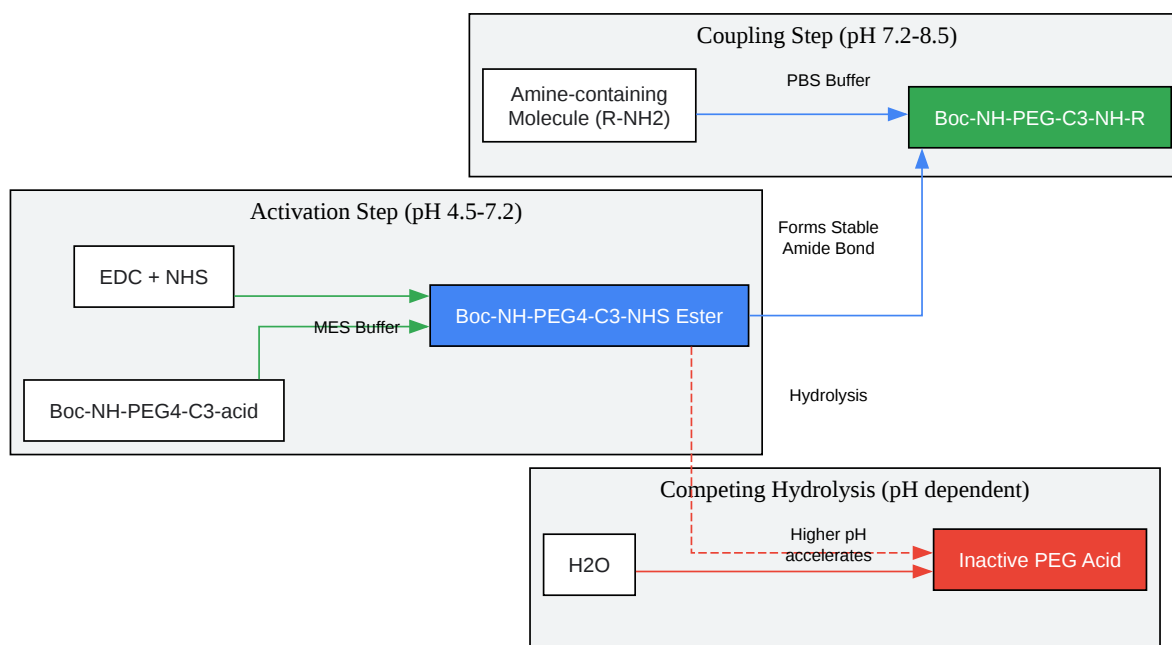 Coupling Step (pH 7.2-8.5)
Amine-containing
Molecule (R-NH2)
PBS Buffer
Boc-NH-PEG-C3-NH-R
Activation Step (pH 4.5-7.2)
EDC + NHS
MES Buffer
Boc-NH-PEG4-C3-NHS Ester
Boc-NH-PEG4-C3-acid
Forms Stable
Amide Bond
Hydrolysis
Competing Hydrolysis (pH dependent)
H2O
Higher pH
accelerates
Inactive PEG Acid